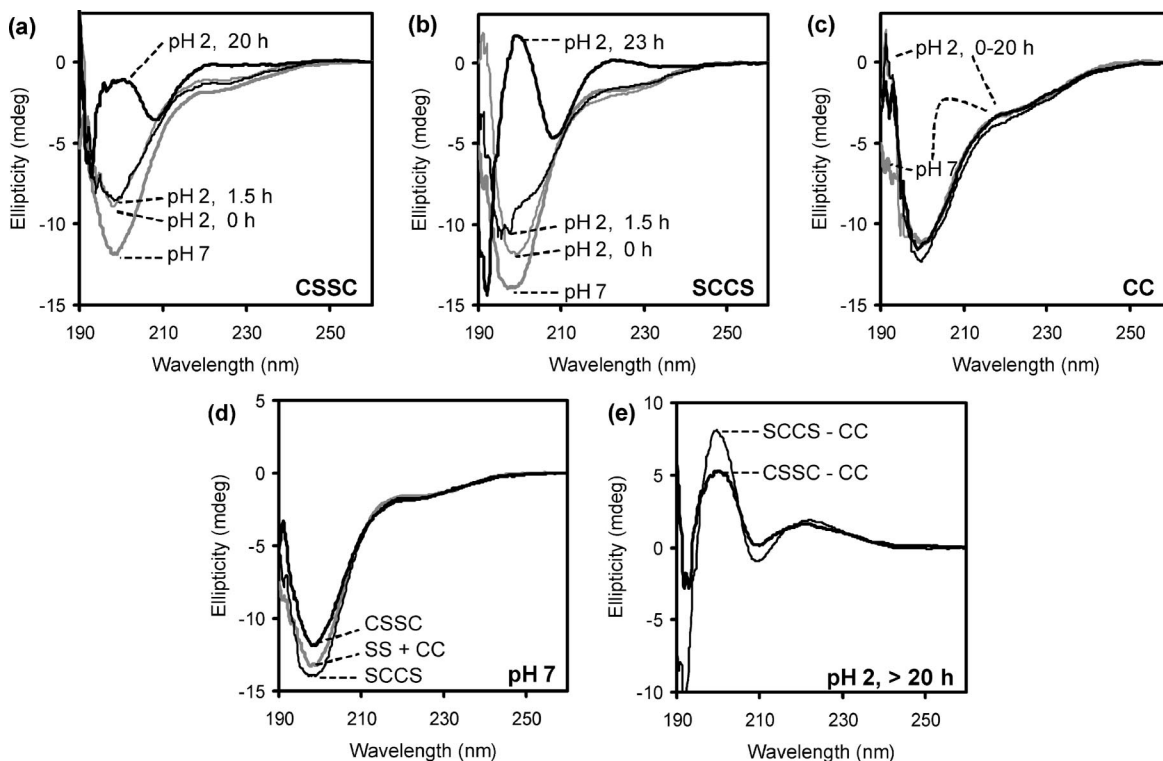 (a)
0
-5
-10
-15
Ellipticity (mdeg)
pH 2, 20 h
pH 2, 1.5 h
pH 2, 0 h
pH 7
CSSC
190 210 230 250
Wavelength (nm)
(b)
0
-5
-10
-15
Ellipticity (mdeg)
pH 2, 23 h
pH 2, 1.5 h
pH 2, 0 h
pH 7
SCCS
190 210 230 250
Wavelength (nm)
(c)
0
-5
-10
-15
Ellipticity (mdeg)
pH 2, 0-20 h
pH 7
CC
190 210 230 250
Wavelength (nm)
(d)
5
0
-5
-10
-15
Ellipticity (mdeg)
CSSC
SS + CC
SCCS
pH 7
190 210 230 250
Wavelength (nm)
(e)
10
5
0
-5
-10
Ellipticity (mdeg)
SCCS - CC
CSSC - CC
pH 2, > 20 h
190 210 230 250
Wavelength (nm)